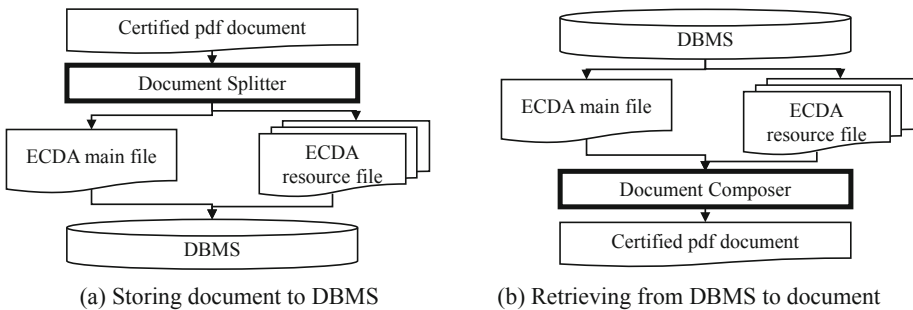 Certified pdf document
Document Splitter
ECDA main file
ECDA
resource file
DBMS
(a) Storing document to DBMS
DBMS
ECDA main file
ECDA
resource file
Document Composer
Certified pdf document
(b) Retrieving from DBMS to document